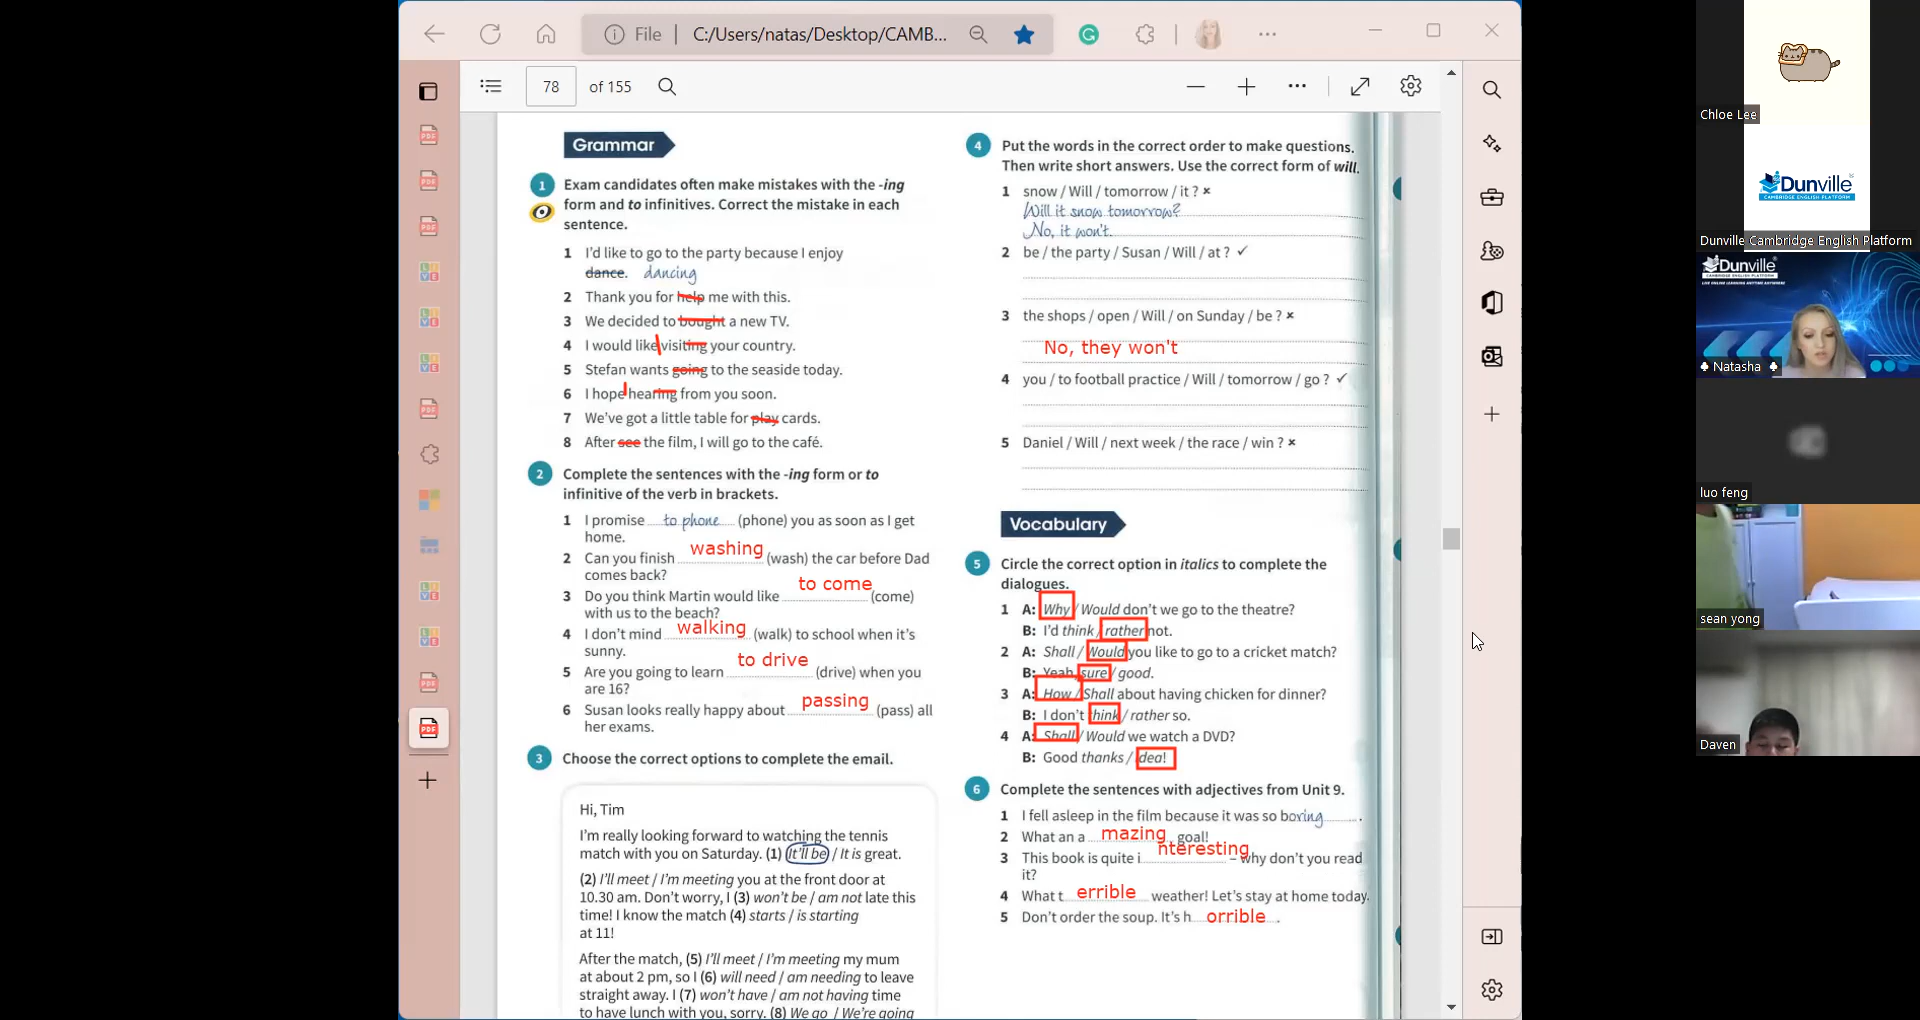 File
C:/Users/natas/Desktop/CAMB...
78 of 155
Grammar
1 Exam candidates often make mistakes with the -ing
form and to infinitives. Correct the mistake in each
sentence.
1 I'd like to go to the party because I enjoy
dance. dancing
2 Thank you for help me with this.
3 We decided to bought a new TV.
4 I would like visiting your country.
5 Stefan wants going to the seaside today.
6 I hope hearing from you soon.
7 We've got a little table for play cards.
8 After see the film, I will go to the café.
2 Complete the sentences with the -ing form or to
infinitive of the verb in brackets.
1 I promise to phone (phone) you as soon as I get
home.
2 Can you finish washing (wash) the car before Dad
comes back?
3 Do you think Martin would like to come (come)
with us to the beach?
4 I don't mind walking (walk) to school when it's
sunny.
5 Are you going to learn to drive (drive) when you
are 16?
6 Susan looks really happy about passing (pass) all
her exams.
3 Choose the correct options to complete the email.
Hi, Tim
I'm really looking forward to watching the tennis
match with you on Saturday. (1) It'll be / It is great.
(2) I'll meet / I'm meeting you at the front door at
10.30 am. Don't worry, I (3) won't be / am not late this
time! I know the match (4) starts / is starting
at 11!
After the match, (5) I'll meet / I'm meeting my mum
at about 2 pm, so I (6) will need / am needing to leave
straight away. I (7) won't have / am not having time
to have lunch with you, sorry. (8) We go / We're going
4 Put the words in the correct order to make questions.
Then write short answers. Use the correct form of will.
1 snow / Will / tomorrow / it ? ✗
Will it snow tomorrow?
No, it won't.
2 be / the party / Susan / Will / at ? ✓
3 the shops / open / Will / on Sunday / be ? ✗
No, they won't
4 you / to football practice / Will / tomorrow / go ? ✓
5 Daniel / Will / next week / the race / win ? ✗
Vocabulary
5 Circle the correct option in italics to complete the
dialogues.
1 A: Why / Would don't we go to the theatre?
B: I'd think / rather not.
2 A: Shall / Would you like to go to a cricket match?
B: Yeah sure / good.
3 A: How / Shall about having chicken for dinner?
B: I don't think / rather so.
4 A: Shall / Would we watch a DVD?
B: Good thanks / idea!
6 Complete the sentences with adjectives from Unit 9.
1 I fell asleep in the film because it was so boring.
2 What an a mazing goal!
3 This book is quite i nteresting – why don't you read
it?
4 What t errible weather! Let's stay at home today.
5 Don't order the soup. It's h orrible.
Chloe Lee
Dunville
CAMBRIDGE ENGLISH PLATFORM
Dunville Cambridge English Platform
Dunville
CAMBRIDGE ENGLISH PLATFORM
LIVE ONLINE LEARNING ANYTIME ANYWHERE
Natasha
luo feng
sean yong
Daven